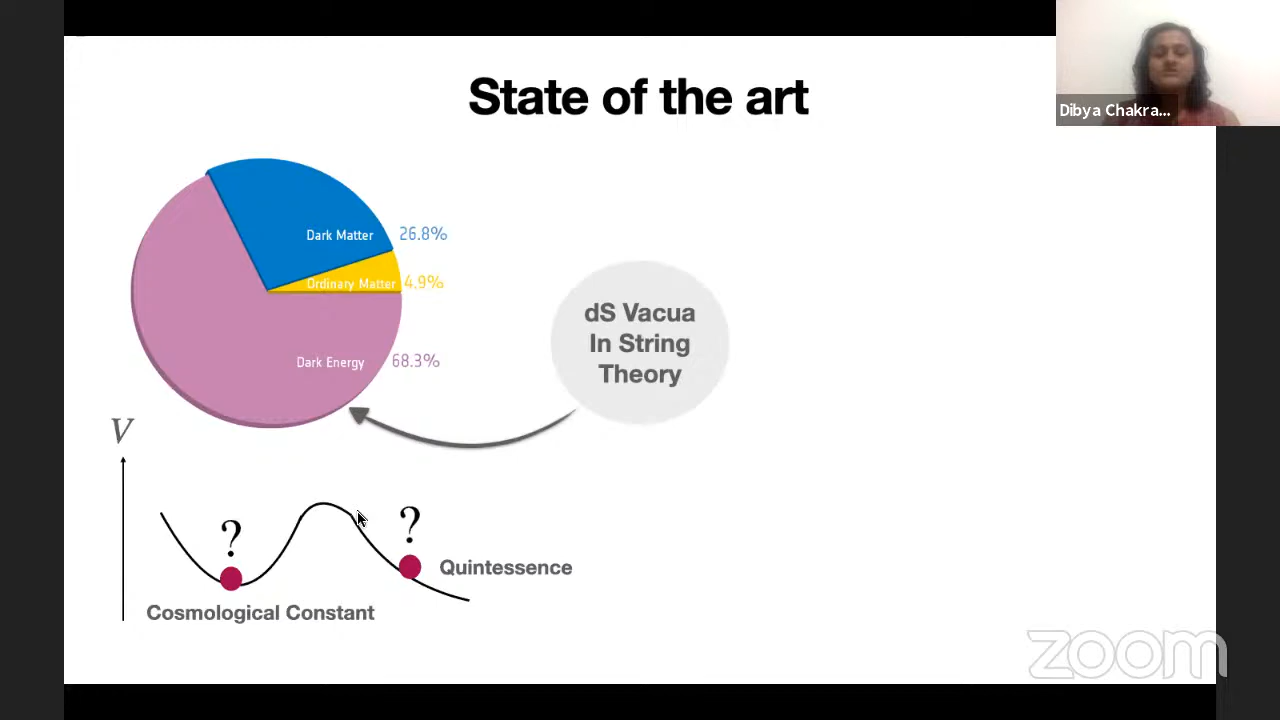 State of the art
Dibya Chakra...
Dark Matter 26.8%
Ordinary Matter 4.9%
Dark Energy 68.3%
dS Vacua
In String
Theory
V
?
?
Quintessence
Cosmological Constant
zoom